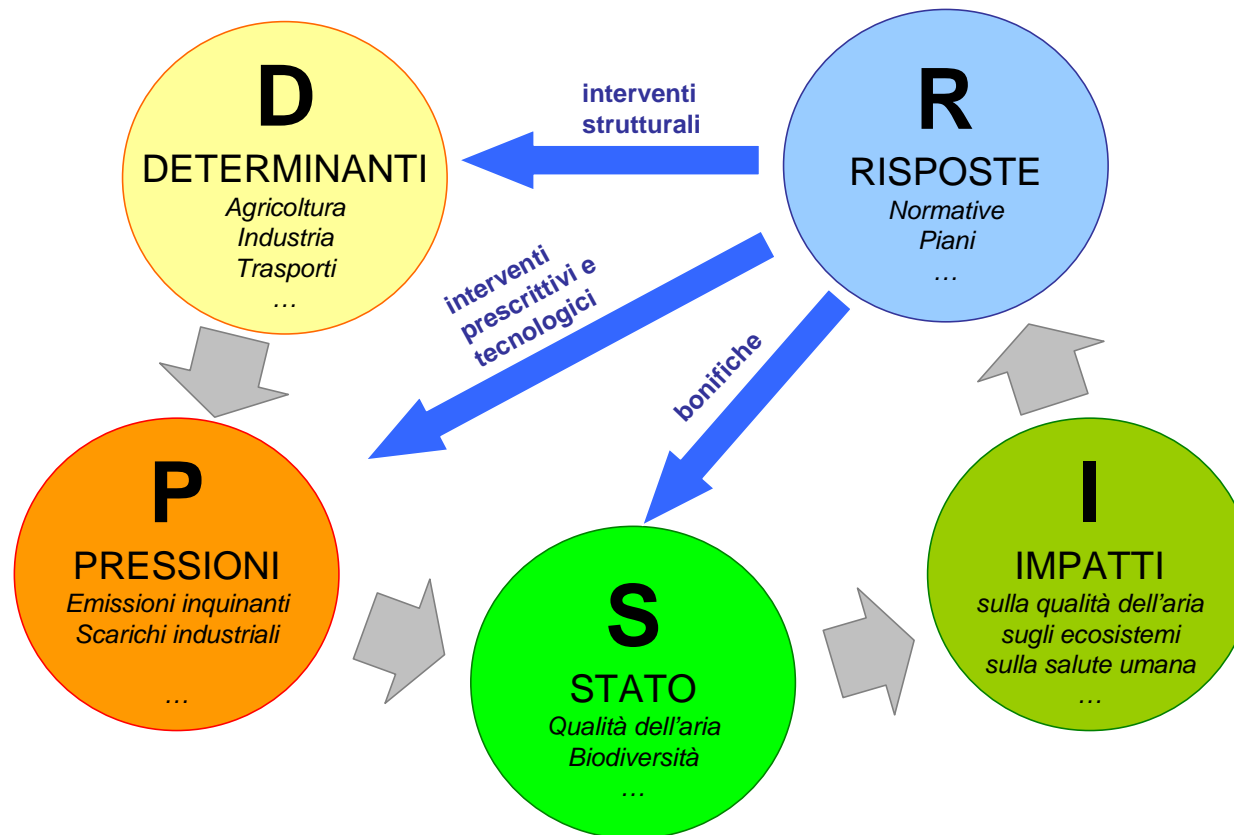 D
DETERMINANTI
Agricoltura
Industria
Trasporti
…
interventi
strutturali
R
RISPOSTE
Normative
Piani
…
interventi
prescrittivi e
tecnologici
bonifiche
P
PRESSIONI
Emissioni inquinanti
Scarichi industriali
…
S
STATO
Qualità dell’aria
Biodiversità
…
I
IMPATTI
sulla qualità dell’aria
sugli ecosistemi
sulla salute umana
…